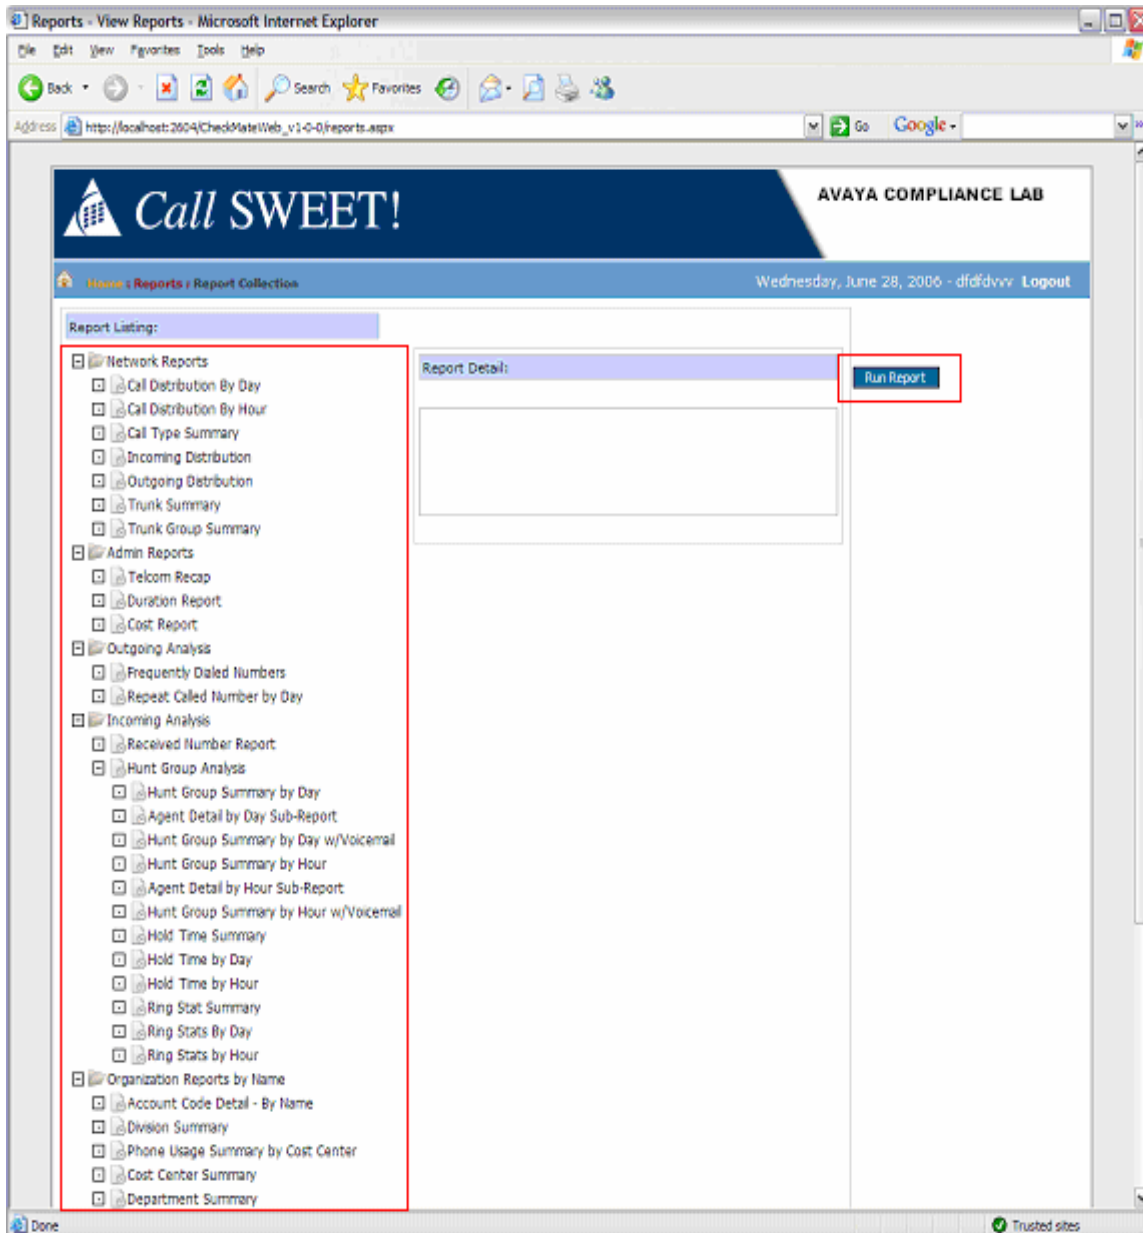 Reports - View Reports - Microsoft Internet Explorer
File Edit View Favorites Tools Help
Back Search Favorites
Address http://localhost:2604/CheckMateWeb_v1-0-0/reports.aspx Go Google
Call SWEET!
AVAYA COMPLIANCE LAB
Home : Reports : Report Collection
Wednesday, June 28, 2006 - dfdfdvvv Logout
Report Listing:
Report Detail:
Run Report
Network Reports
Call Distribution By Day
Call Distribution By Hour
Call Type Summary
Incoming Distribution
Outgoing Distribution
Trunk Summary
Trunk Group Summary
Admin Reports
Telcom Recap
Duration Report
Cost Report
Outgoing Analysis
Frequently Dialed Numbers
Repeat Called Number by Day
Incoming Analysis
Received Number Report
Hunt Group Analysis
Hunt Group Summary by Day
Agent Detail by Day Sub-Report
Hunt Group Summary by Day w/Voicemail
Hunt Group Summary by Hour
Agent Detail by Hour Sub-Report
Hunt Group Summary by Hour w/Voicemail
Hold Time Summary
Hold Time by Day
Hold Time by Hour
Ring Stat Summary
Ring Stats By Day
Ring Stats by Hour
Organization Reports by Name
Account Code Detail - By Name
Division Summary
Phone Usage Summary by Cost Center
Cost Center Summary
Department Summary
Done
Trusted sites